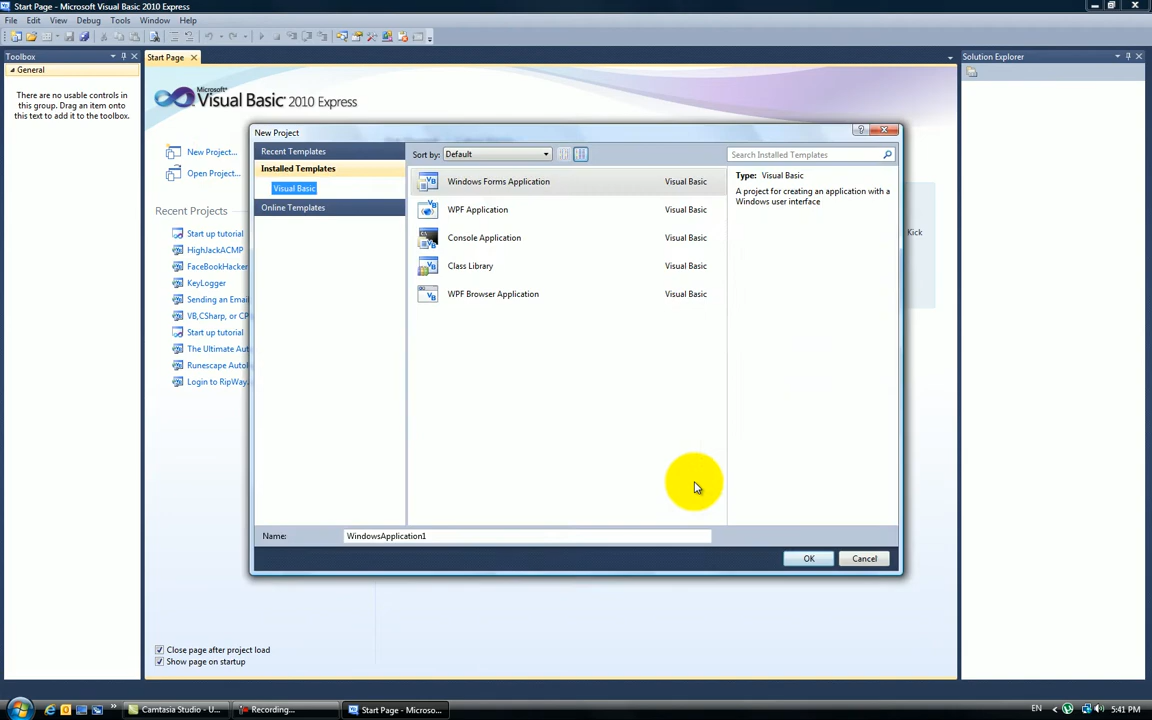 Start Page - Microsoft Visual Basic 2010 Express
File Edit View Debug Tools Window Help
Toolbox
General
There are no usable controls in
this group. Drag an item onto
this text to add it to the toolbox.
Start Page
Solution Explorer
Microsoft®
Visual Basic® 2010 Express
New Project...
Open Project...
Recent Projects
Start up tutorial
HighJackACMP
FaceBookHacker
KeyLogger
Sending an Email
VB,CSharp, or CP
Start up tutorial
The Ultimate Aut
Runescape AutoI
Login to RipWay
Kick
Close page after project load
Show page on startup
New Project
Recent Templates
Installed Templates
Visual Basic
Online Templates
Sort by: Default
Search Installed Templates
Windows Forms Application Visual Basic
WPF Application Visual Basic
Console Application Visual Basic
Class Library Visual Basic
WPF Browser Application Visual Basic
Type: Visual Basic
A project for creating an application with a
Windows user interface
Name: WindowsApplication1
OK Cancel
Camtasia Studio - U...
Recording...
Start Page - Microso...
EN
5:41 PM